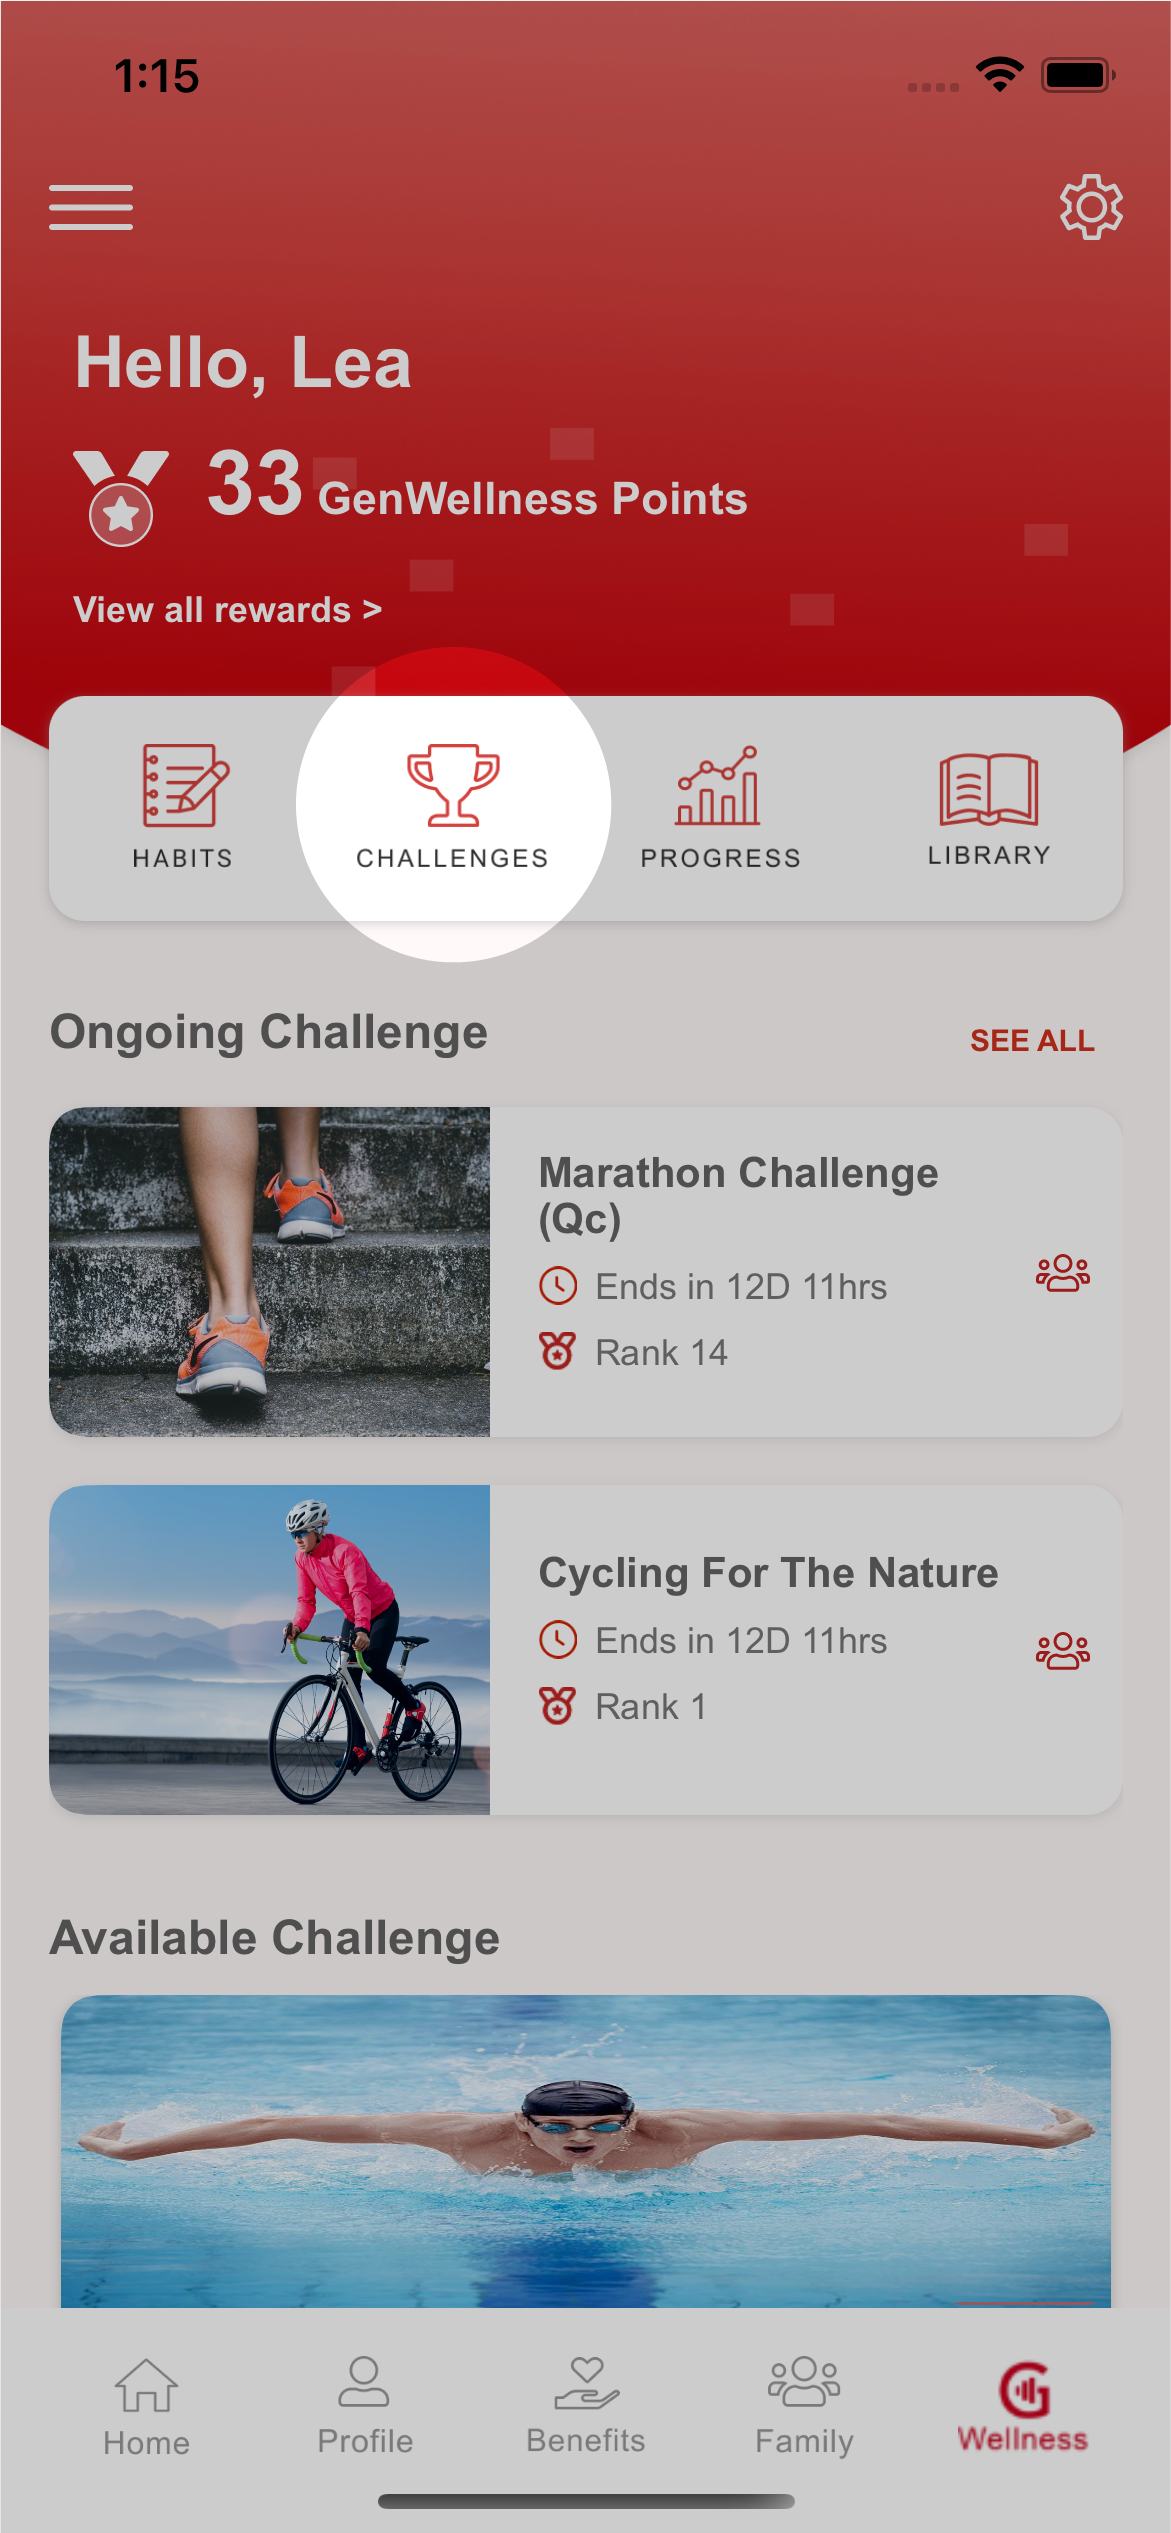 1:15
Hello, Lea
33 GenWellness Points
View all rewards >
HABITS
CHALLENGES
PROGRESS
LIBRARY
Ongoing Challenge
SEE ALL
Marathon Challenge
(Qc)
Ends in 12D 11hrs
Rank 14
Cycling For The Nature
Ends in 12D 11hrs
Rank 1
Available Challenge
Home
Profile
Benefits
Family
Wellness